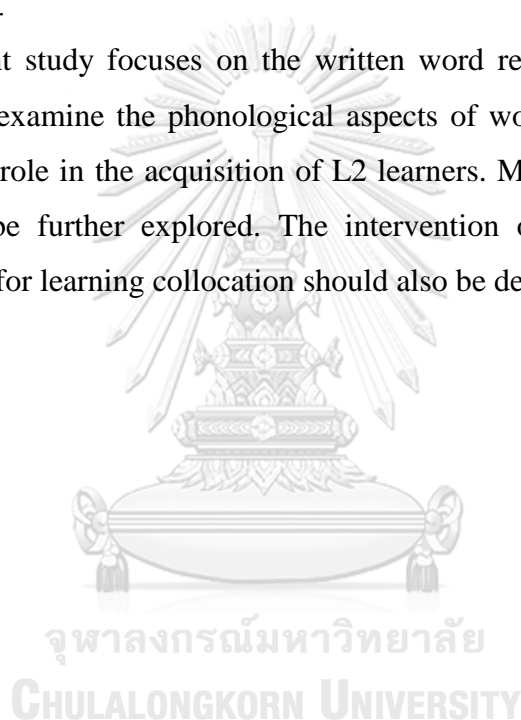 nt study focuses on the written word re
examine the phonological aspects of wo
role in the acquisition of L2 learners. M
be further explored. The intervention o
for learning collocation should also be de
จุฬาลงกรณ์มหาวิทยาลัย
CHULALONGKORN UNIVERSITY